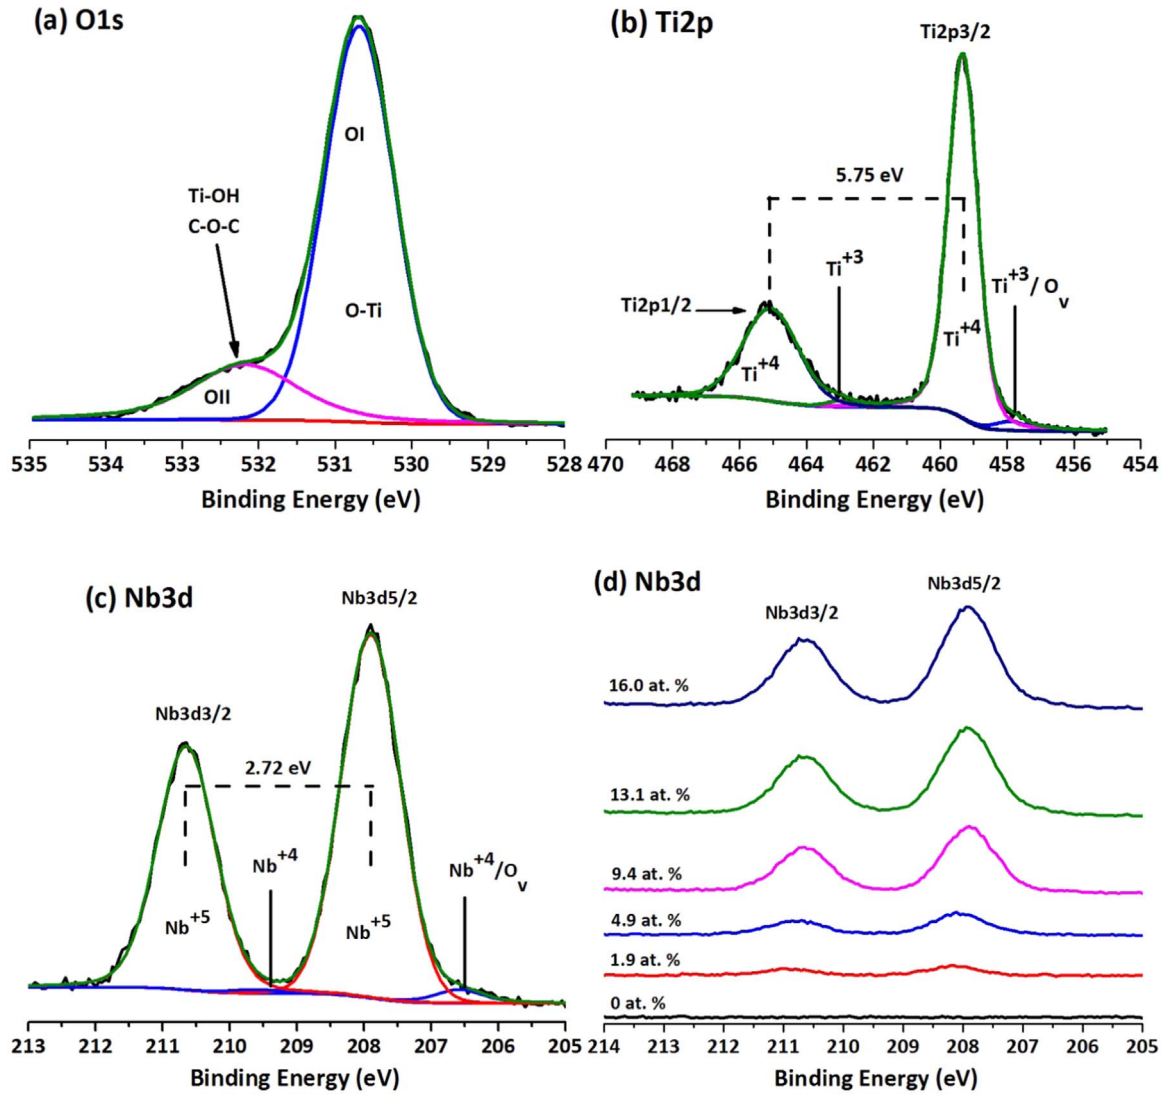 (a) O1s
OI
Ti-OH
C-O-C
O-Ti
OII
535 534 533 532 531 530 529 528
Binding Energy (eV)
(b) Ti2p
Ti2p3/2
5.75 eV
Ti+3
Ti+3/ Ov
Ti2p1/2
Ti+4
Ti+4
470 468 466 464 462 460 458 456 454
Binding Energy (eV)
(c) Nb3d
Nb3d5/2
Nb3d3/2
2.72 eV
Nb+4
Nb+4/Ov
Nb+5
Nb+5
213 212 211 210 209 208 207 206 205
Binding Energy (eV)
(d) Nb3d
Nb3d5/2
Nb3d3/2
16.0 at. %
13.1 at. %
9.4 at. %
4.9 at. %
1.9 at. %
0 at. %
214 213 212 211 210 209 208 207 206 205
Binding Energy (eV)